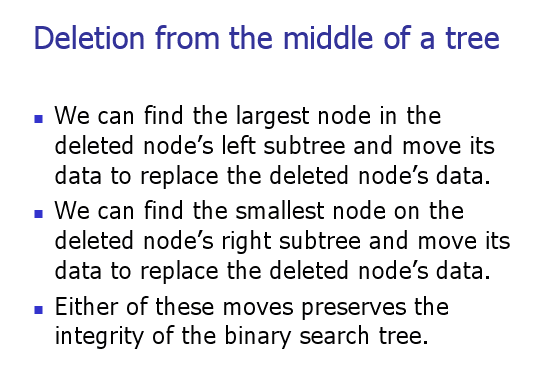 Deletion from the middle of a tree
We can find the largest node in the
deleted node's left subtree and move its
data to replace the deleted node's data.
We can find the smallest node on the
deleted node's right subtree and move its
data to replace the deleted node's data.
Either of these moves preserves the
integrity of the binary search tree.